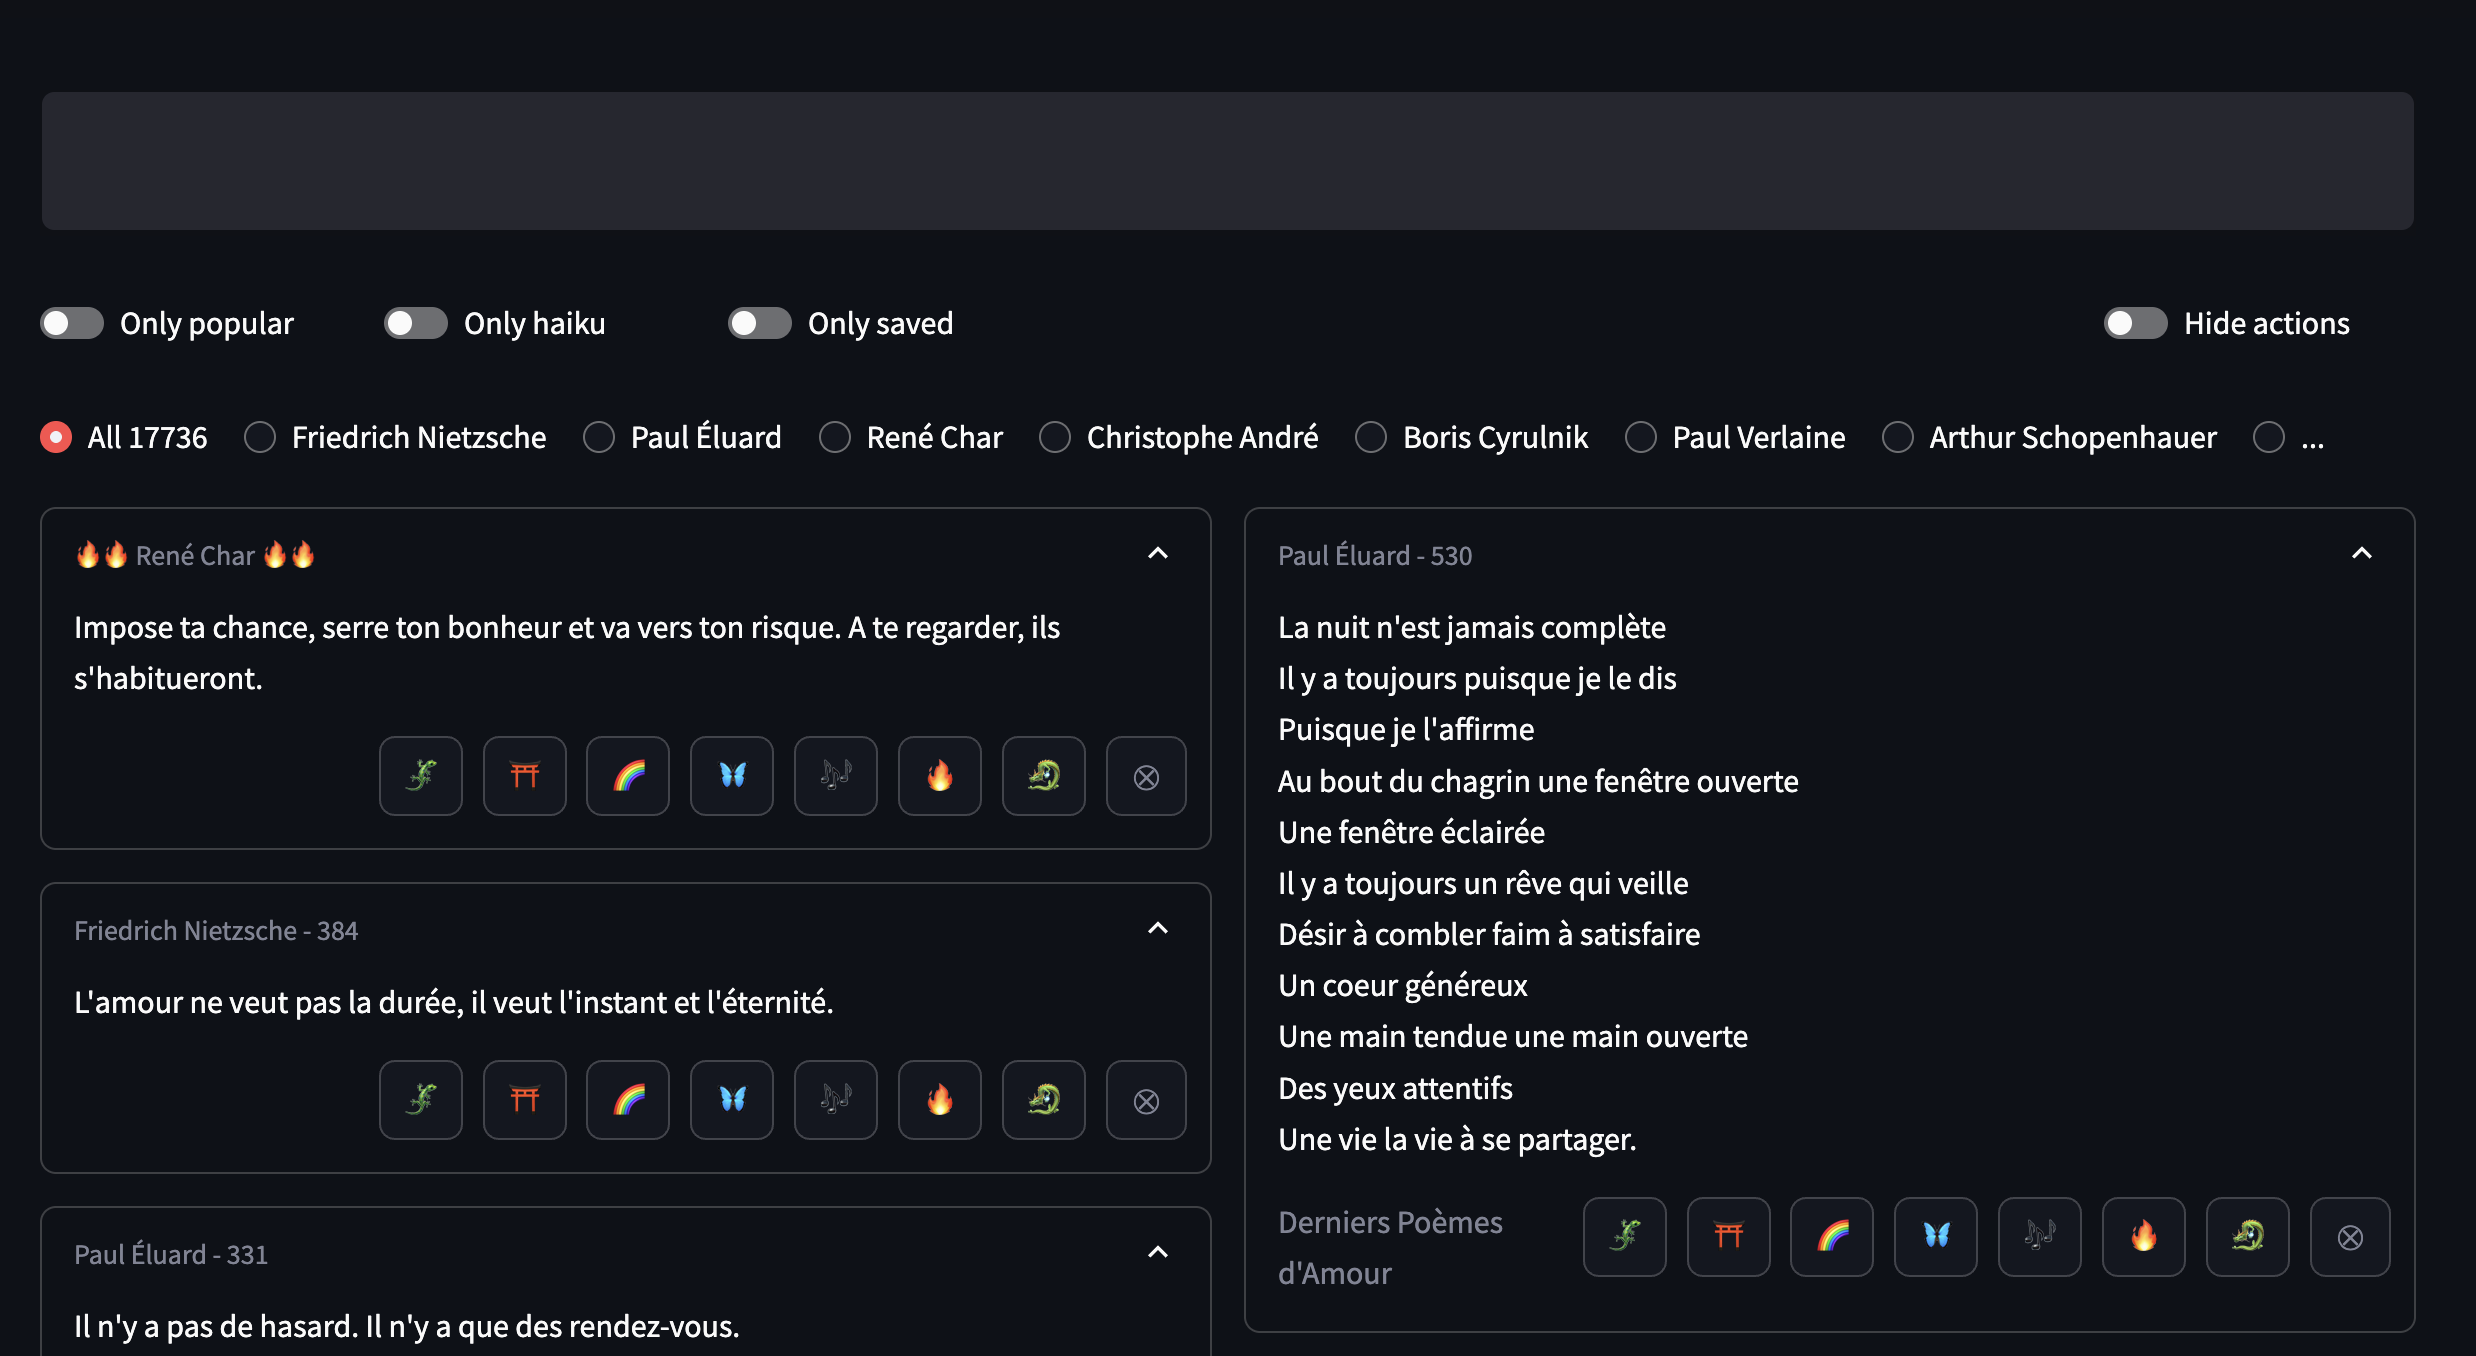 Only popular
Only haiku
Only saved
Hide actions
All 17736
Friedrich Nietzsche
Paul Éluard
René Char
Christophe André
Boris Cyrulnik
Paul Verlaine
Arthur Schopenhauer
...
🔥🔥 René Char 🔥🔥
Impose ta chance, serre ton bonheur et va vers ton risque. A te regarder, ils
s'habitueront.
Friedrich Nietzsche - 384
L'amour ne veut pas la durée, il veut l'instant et l'éternité.
Paul Éluard - 331
Il n'y a pas de hasard. Il n'y a que des rendez-vous.
Paul Éluard - 530
La nuit n'est jamais complète
Il y a toujours puisque je le dis
Puisque je l'affirme
Au bout du chagrin une fenêtre ouverte
Une fenêtre éclairée
Il y a toujours un rêve qui veille
Désir à combler faim à satisfaire
Un coeur généreux
Une main tendue une main ouverte
Des yeux attentifs
Une vie la vie à se partager.
Derniers Poèmes
d'Amour